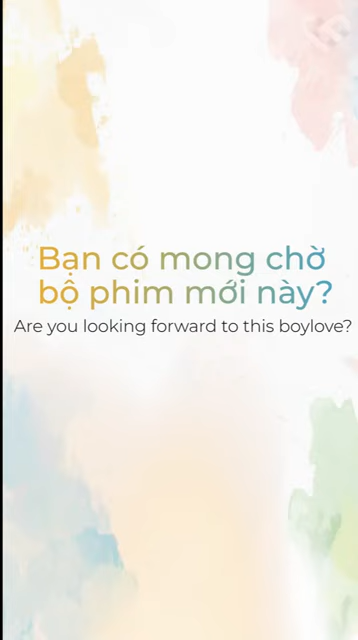 Bạn có mong chờ
bộ phim mới này?
Are you looking forward to this boylove?